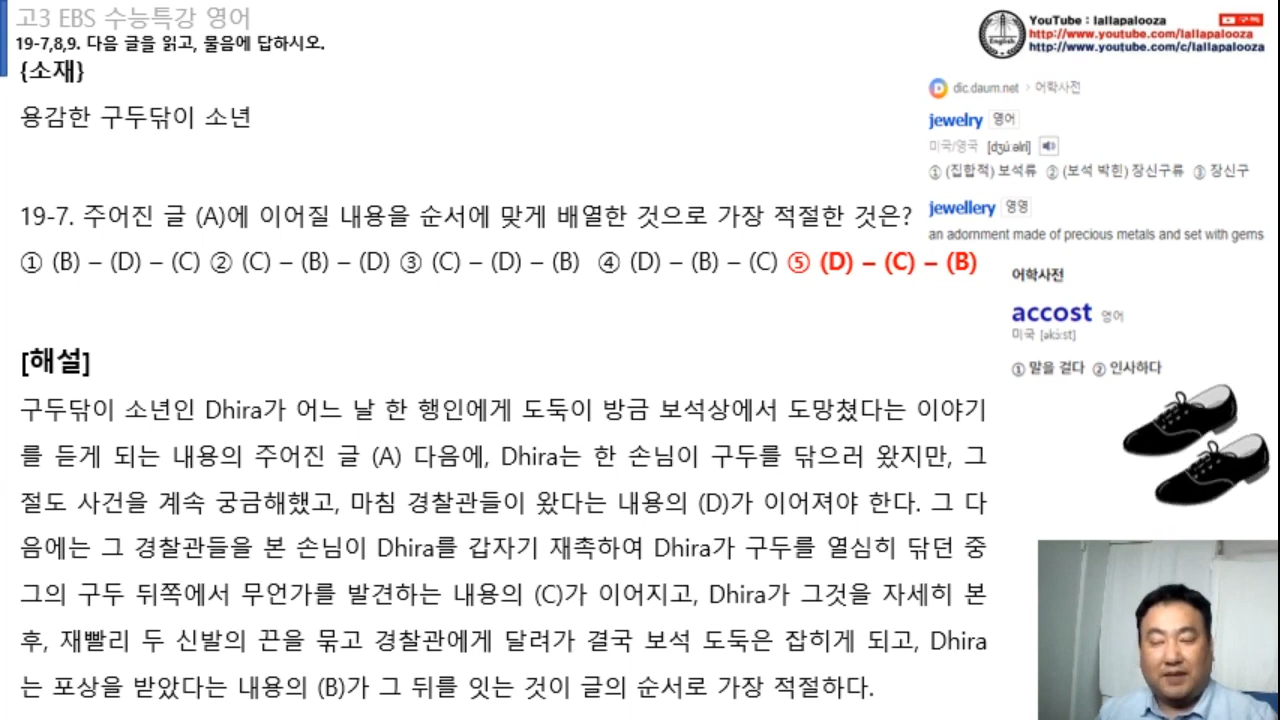 고3 EBS 수능특강 영어
19-7,8,9. 다음 글을 읽고, 물음에 답하시오.
{소재}
용감한 구두닦이 소년
19-7. 주어진 글 (A)에 이어질 내용을 순서에 맞게 배열한 것으로 가장 적절한 것은?
① (B) – (D) – (C) ② (C) – (B) – (D) ③ (C) – (D) – (B) ④ (D) – (B) – (C) ⑤ (D) – (C) – (B)
[해설]
구두닦이 소년인 Dhira가 어느 날 한 행인에게 도둑이 방금 보석상에서 도망쳤다는 이야기
를 듣게 되는 내용의 주어진 글 (A) 다음에, Dhira는 한 손님이 구두를 닦으러 왔지만, 그
절도 사건을 계속 궁금해했고, 마침 경찰관들이 왔다는 내용의 (D)가 이어져야 한다. 그 다
음에는 그 경찰관들을 본 손님이 Dhira를 갑자기 재촉하여 Dhira가 구두를 열심히 닦던 중
그의 구두 뒤쪽에서 무언가를 발견하는 내용의 (C)가 이어지고, Dhira가 그것을 자세히 본
후, 재빨리 두 신발의 끈을 묶고 경찰관에게 달려가 결국 보석 도둑은 잡히게 되고, Dhira
는 포상을 받았다는 내용의 (B)가 그 뒤를 잇는 것이 글의 순서로 가장 적절하다.
YouTube : lallapalooza
http://www.youtube.com/lallapalooza
http://www.youtube.com/c/lallapalooza
English
dic.daum.net › 어학사전
jewelry 영어
미국/영국 [dʒúːəlri]
① (집합적) 보석류 ② (보석 박힌) 장신구류 ③ 장신구
jewellery 영영
an adornment made of precious metals and set with gems
어학사전
accost 영어
미국 [əkɔ́ːst]
① 말을 걸다 ② 인사하다